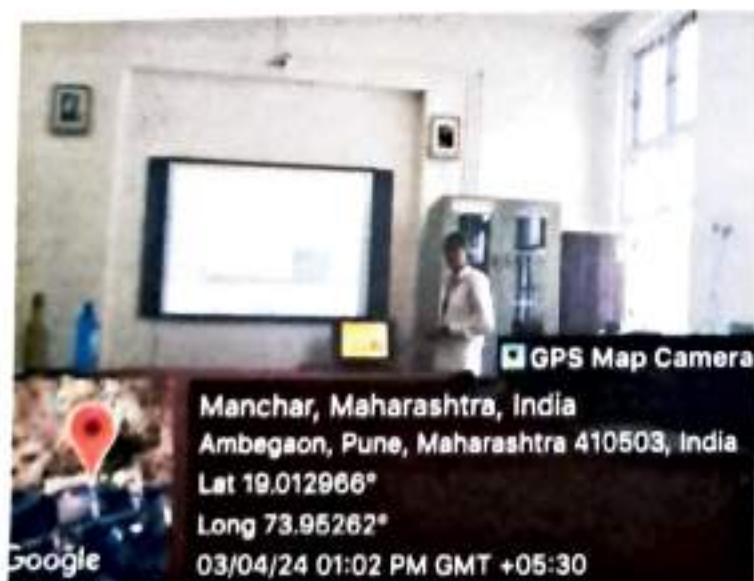 GPS Map Camera
Manchar, Maharashtra, India
Ambegaon, Pune, Maharashtra 410503, India
Lat 19.012966°
Long 73.95262°
Google
03/04/24 01:02 PM GMT +05:30